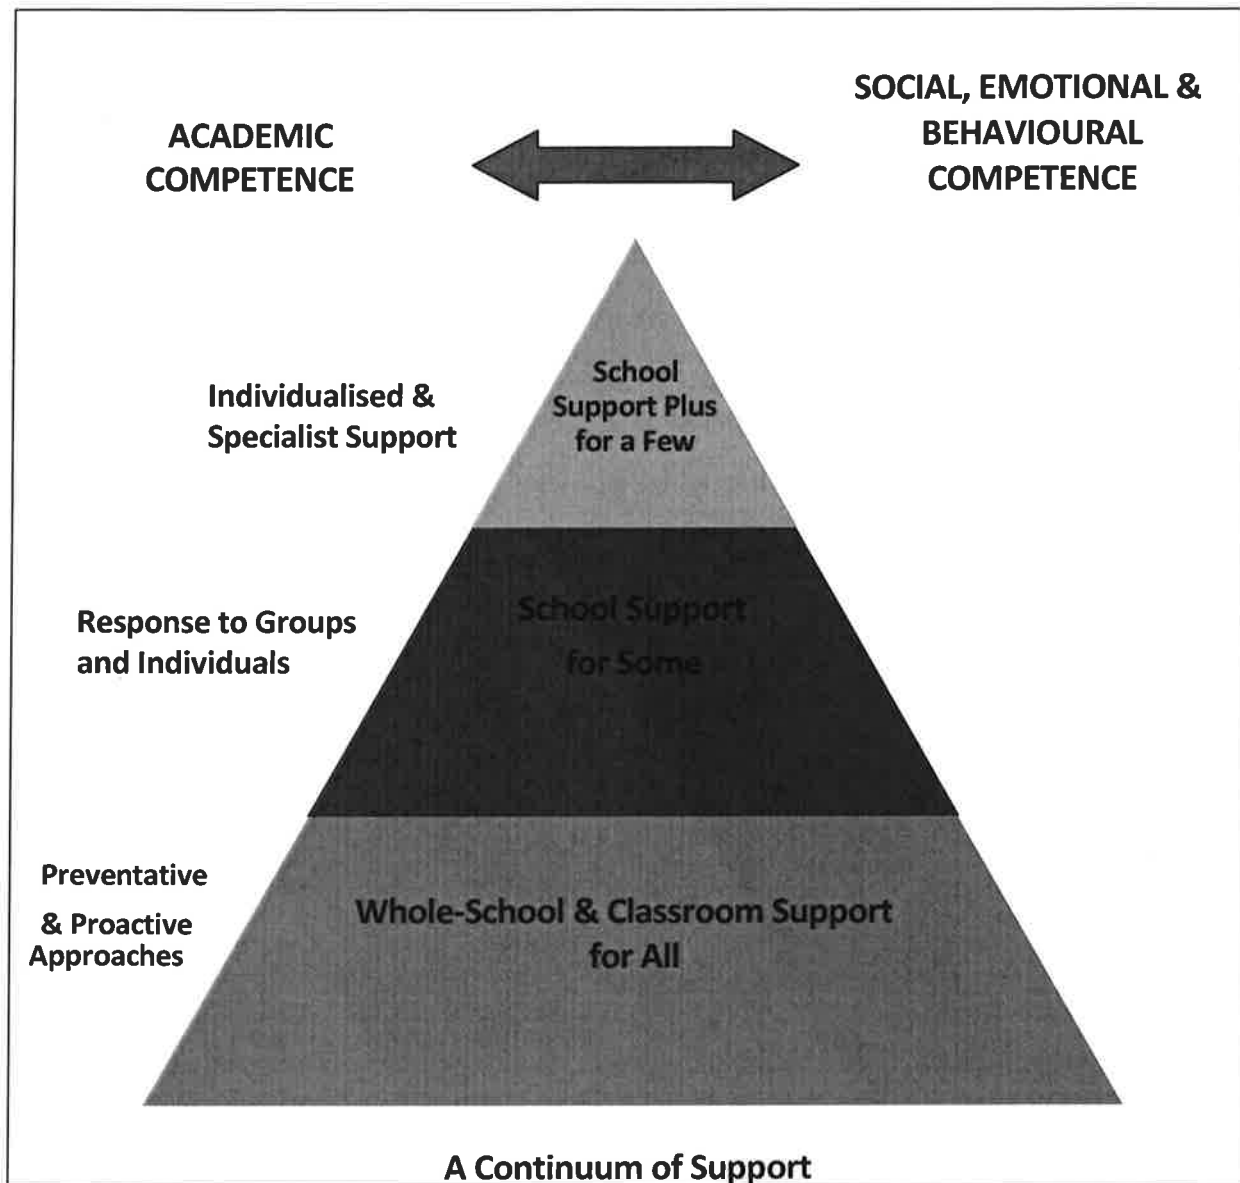 ACADEMIC
COMPETENCE
SOCIAL, EMOTIONAL &
BEHAVIOURAL
COMPETENCE
Individualised &
Specialist Support
School
Support Plus
for a Few
Response to Groups
and Individuals
School Support
for Some
Preventative
& Proactive
Approaches
Whole-School & Classroom Support
for All
A Continuum of Support